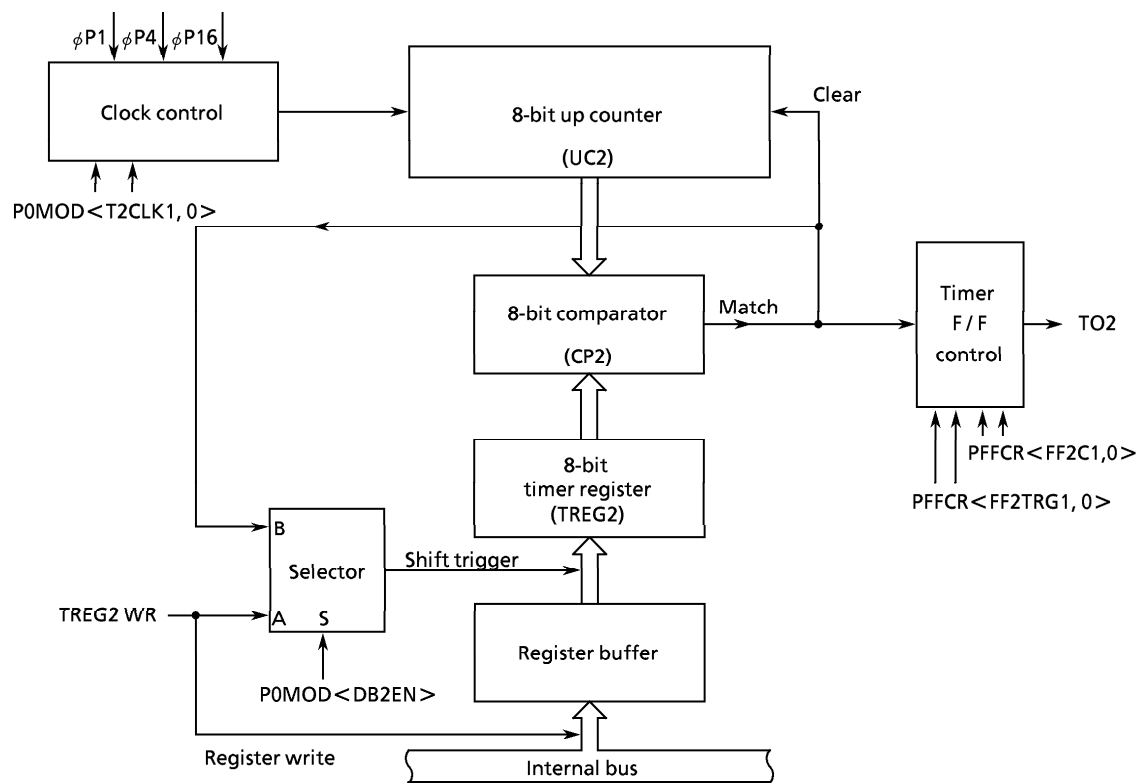 φP1 φP4 φP16
Clock control
8-bit up counter
(UC2)
Clear
P0MOD<T2CLK1, 0>
8-bit comparator
(CP2)
Match
Timer
F / F
control
TO2
PFFCR<FF2C1,0>
PFFCR<FF2TRG1, 0>
8-bit
timer register
(TREG2)
B
Selector
A S
Shift trigger
TREG2 WR
P0MOD<DB2EN>
Register buffer
Register write
Internal bus